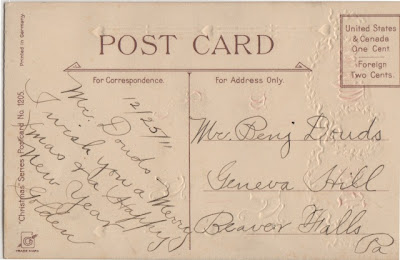 Printed in Germany.
"Christmas Series" Postcard No. 1205.
POST CARD
For Correspondence.
For Address Only.
United States
& Canada
One Cent.
Foreign
Two Cents.
12/25/11
Mr. Douds-
I wish you a Merry
Xmas and a Happy
New Year
Golden
Mr. Benj Douds
Geneva Hill
Beaver Falls
Pa